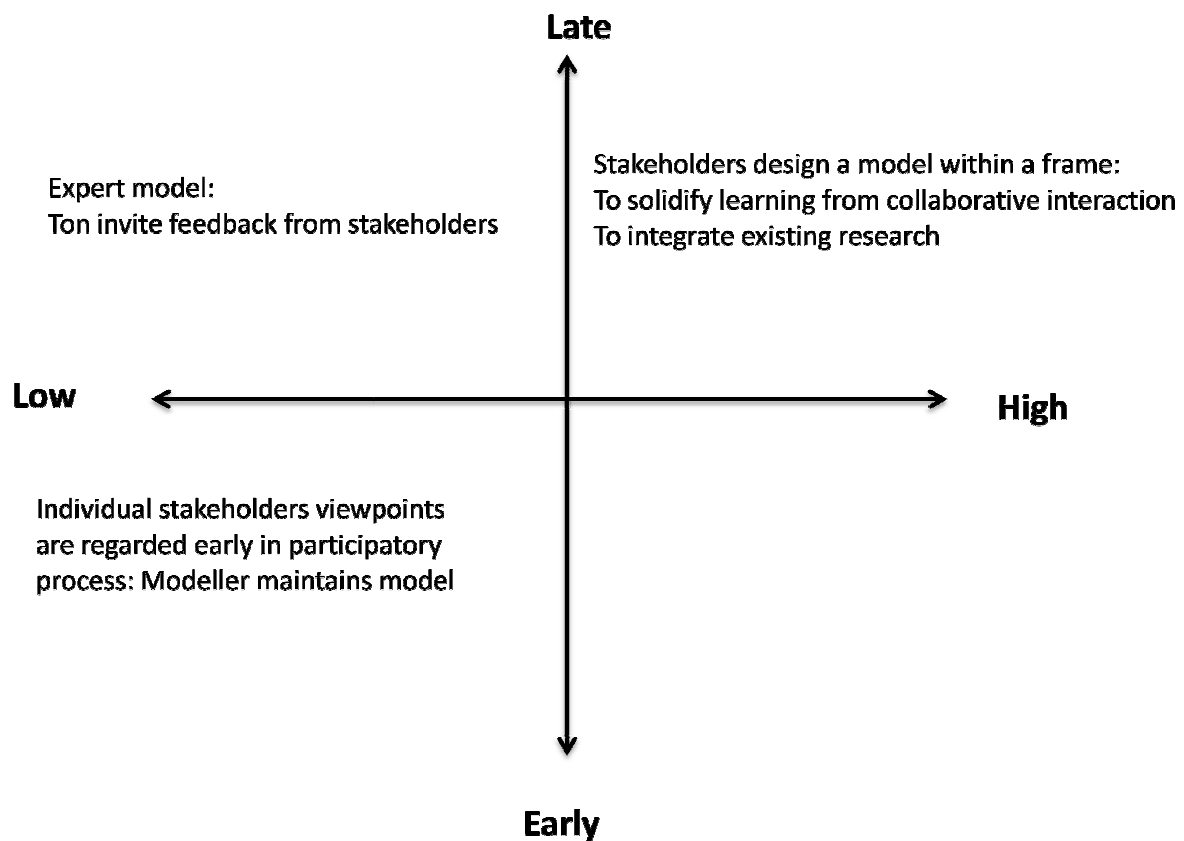 Late
Expert model:
Ton invite feedback from stakeholders
Stakeholders design a model within a frame:
To solidify learning from collaborative interaction
To integrate existing research
Low
High
Individual stakeholders viewpoints
are regarded early in participatory
process: Modeller maintains model
Early